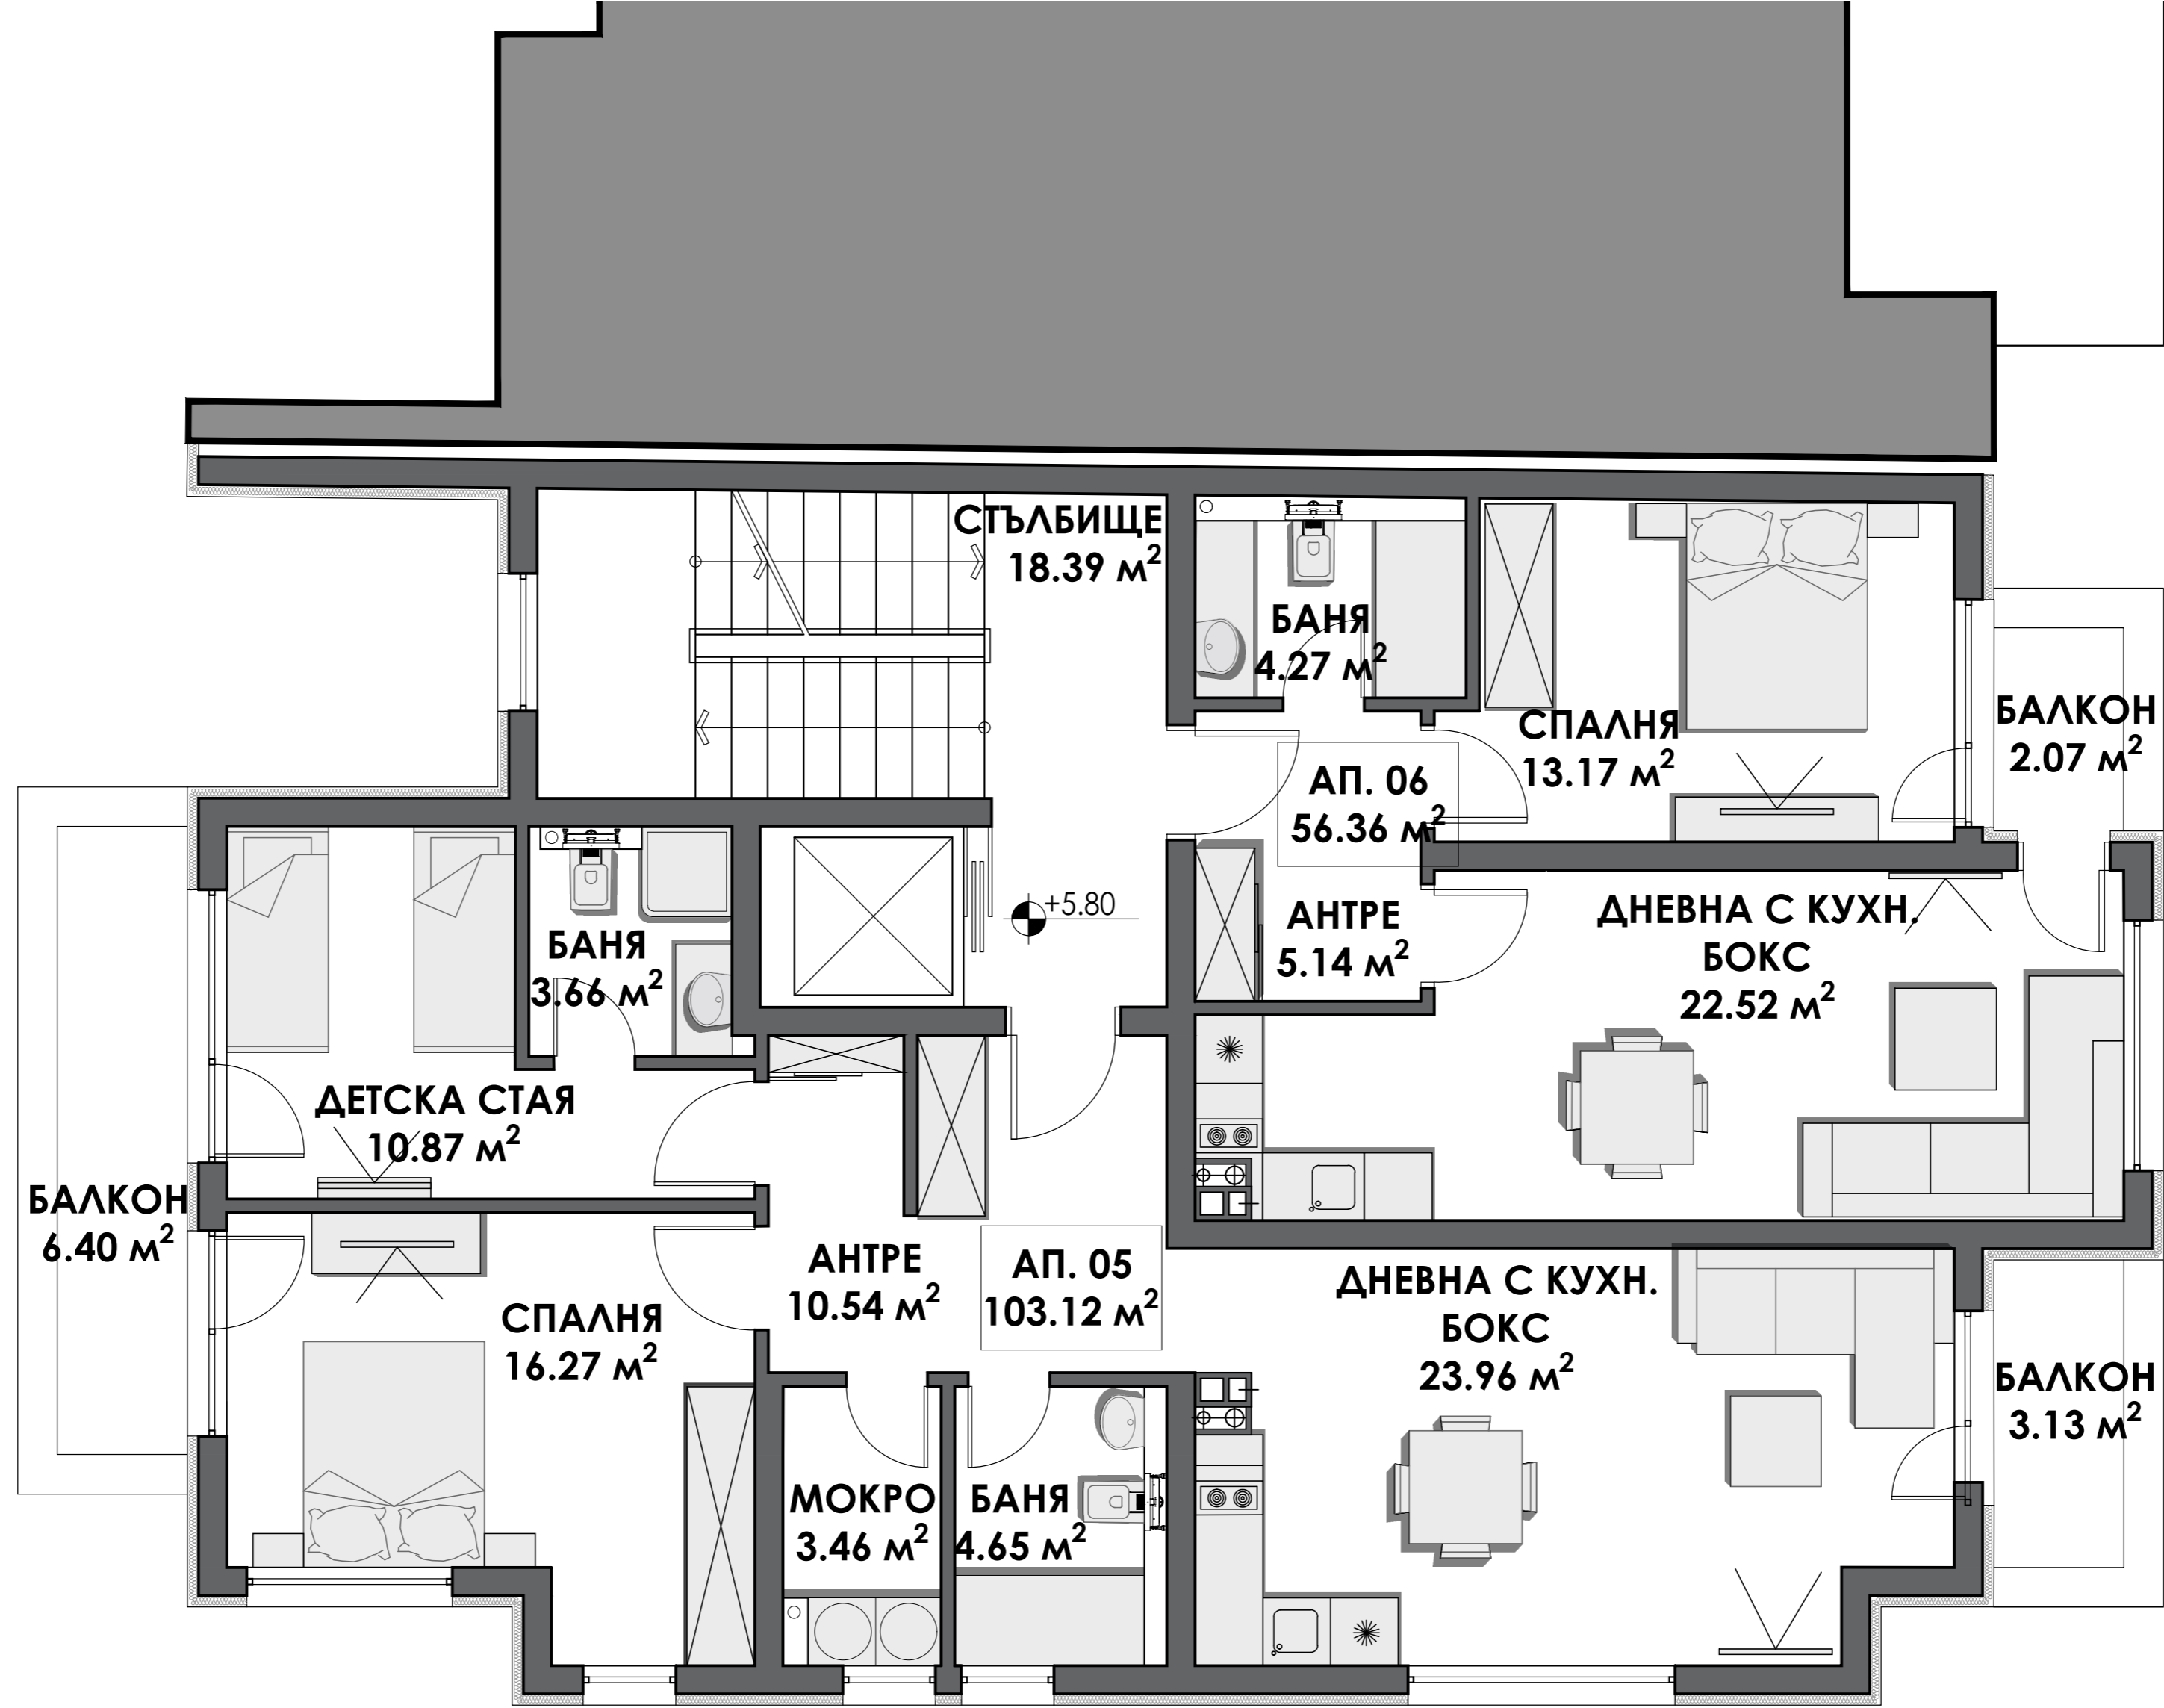 СТЪЛБИЩЕ
18.39 м²
БАНЯ
4.27 м²
СПАЛНЯ
13.17 м²
БАЛКОН
2.07 м²
АП. 06
56.36 м²
+5.80
АНТРЕ
5.14 м²
ДНЕВНА С КУХН.
БОКС
22.52 м²
БАНЯ
3.66 м²
ДЕТСКА СТАЯ
10.87 м²
БАЛКОН
6.40 м²
СПАЛНЯ
16.27 м²
АНТРЕ
10.54 м²
АП. 05
103.12 м²
ДНЕВНА С КУХН.
БОКС
23.96 м²
БАЛКОН
3.13 м²
МОКРО
3.46 м²
БАНЯ
4.65 м²